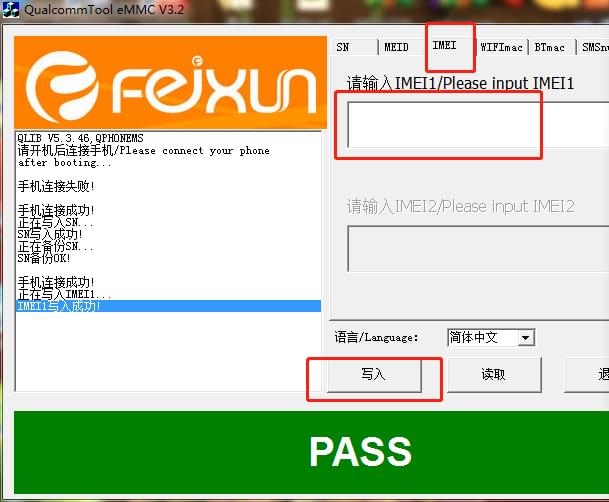 QualcommTool eMMC V3.2
FEIXUN
SN MEID IMEI WIFImac BTmac SMSnu
请输入IMEI1/Please input IMEI1
QLIB V5.3.46,QPHONEMS
请开机后连接手机/Please connect your phone
after booting...
手机连接失败!
手机连接成功!
正在写入SN...
SN写入成功!
正在备份SN...
SN备份OK!
手机连接成功!
正在写入IMEI1...
IMEI1写入成功!
请输入IMEI2/Please input IMEI2
语言/Language: 简体中文
写入 读取 退
PASS